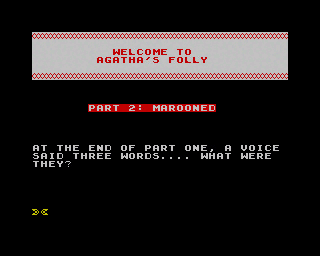 WELCOME TO
AGATHA'S FOLLY
PART 2: MAROONED
AT THE END OF PART ONE, A VOICE
SAID THREE WORDS.... WHAT WERE
THEY?